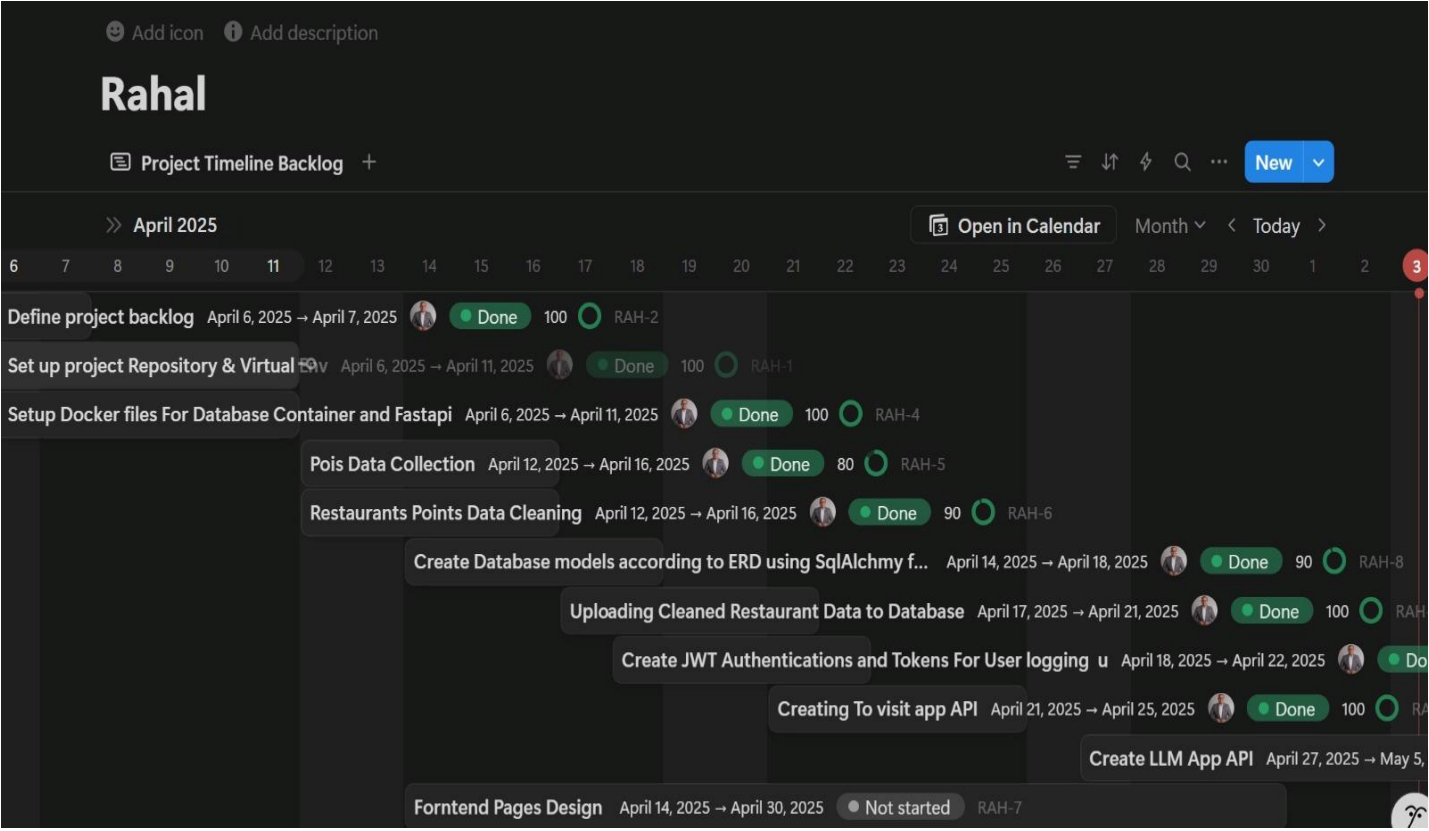 Add icon Add description
Rahal
Project Timeline Backlog
New
April 2025 Open in Calendar Month Today
6 7 8 9 10 11 12 13 14 15 16 17 18 19 20 21 22 23 24 25 26 27 28 29 30 1 2 3
Define project backlog April 6, 2025 → April 7, 2025 Done 100 RAH-2
Set up project Repository & Virtual Env April 6, 2025 → April 11, 2025 Done 100 RAH-1
Setup Docker files For Database Container and Fastapi April 6, 2025 → April 11, 2025 Done 100 RAH-4
Pois Data Collection April 12, 2025 → April 16, 2025 Done 80 RAH-5
Restaurants Points Data Cleaning April 12, 2025 → April 16, 2025 Done 90 RAH-6
Create Database models according to ERD using SqlAlchmy f... April 14, 2025 → April 18, 2025 Done 90 RAH-8
Uploading Cleaned Restaurant Data to Database April 17, 2025 → April 21, 2025 Done 100 RAH-
Create JWT Authentications and Tokens For User logging u April 18, 2025 → April 22, 2025 Do
Creating To visit app API April 21, 2025 → April 25, 2025 Done 100 RA
Create LLM App API April 27, 2025 → May 5,
Forntend Pages Design April 14, 2025 → April 30, 2025 Not started RAH-7